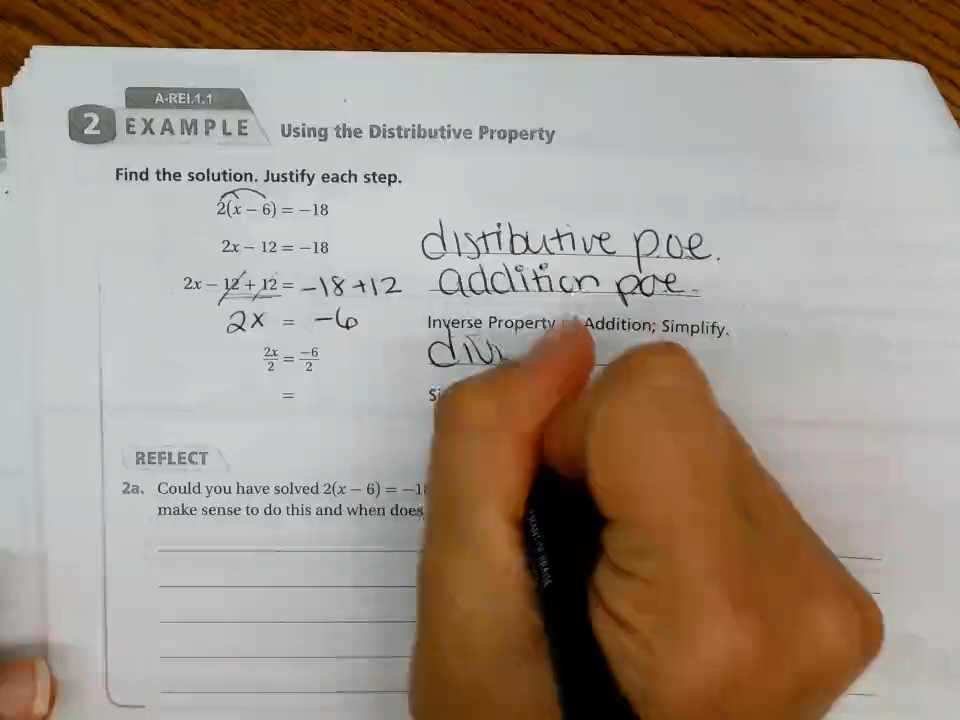 A-REI.1.1
2 EXAMPLE Using the Distributive Property
Find the solution. Justify each step.
2(x − 6) = −18
2x − 12 = −18 distibutive poe.
2x − 12 + 12 = −18 + 12 addition poe.
2x = −6 Inverse Property Addition; Simplify.
2x/2 = −6/2
=
REFLECT
2a. Could you have solved 2(x − 6) =
make sense to do this and when does